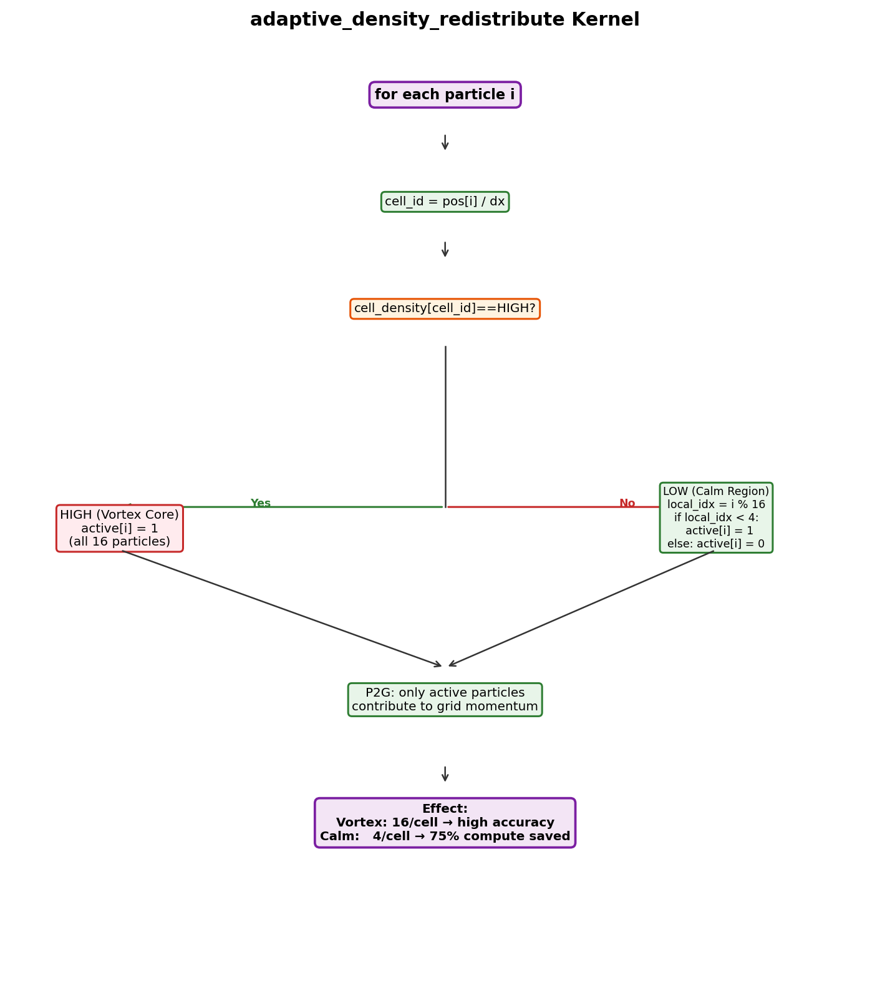 adaptive_density_redistribute Kernel
for each particle i
cell_id = pos[i] / dx
cell_density[cell_id]==HIGH?
Yes
No
HIGH (Vortex Core)
active[i] = 1
(all 16 particles)
LOW (Calm Region)
local_idx = i % 16
if local_idx < 4:
active[i] = 1
else: active[i] = 0
P2G: only active particles
contribute to grid momentum
Effect:
Vortex: 16/cell → high accuracy
Calm:   4/cell → 75% compute saved